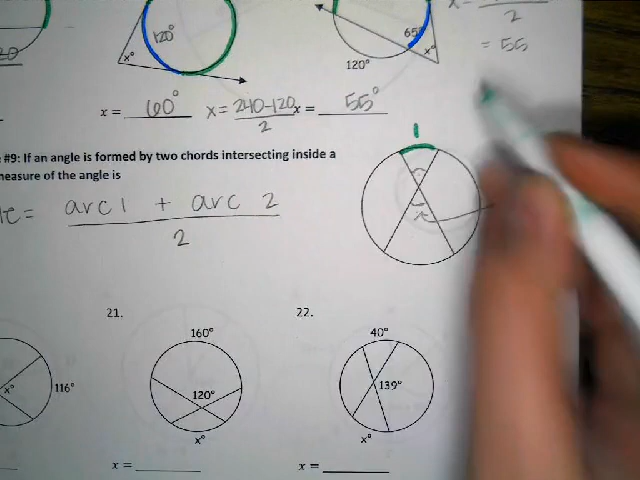 2
120°
65°
x°
x°
120°
= 55
x = 60° x = 240-120 x = 55°
2
1
#9: If an angle is formed by two chords intersecting inside a
measure of the angle is
= arc 1 + arc 2
2
21. 22.
160° 40°
x° 116° 120° 139°
x° x°
x = x =